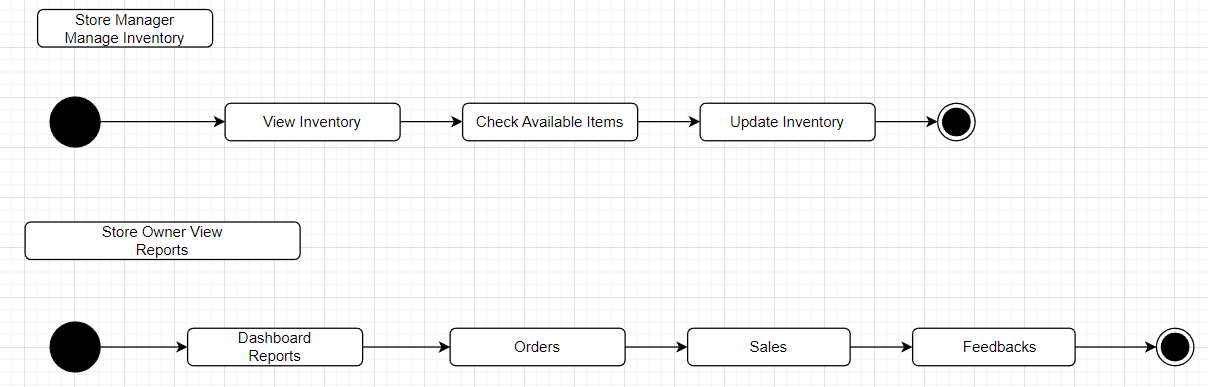 Store Manager
Manage Inventory
View Inventory
Check Available Items
Update Inventory
Store Owner View
Reports
Dashboard
Reports
Orders
Sales
Feedbacks